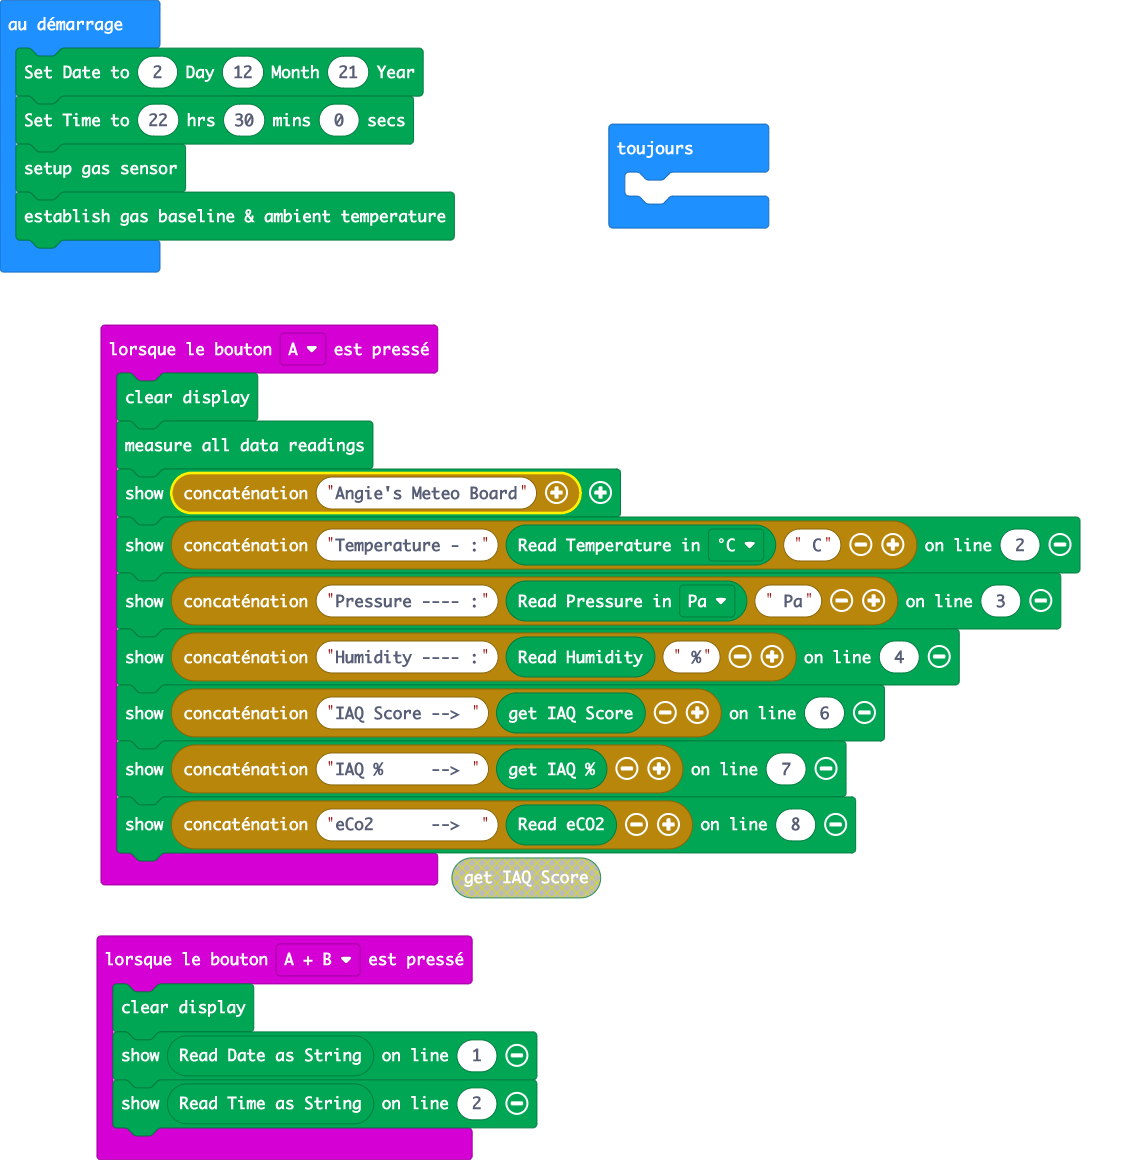 au démarrage
Set Date to 2 Day 12 Month 21 Year
Set Time to 22 hrs 30 mins 0 secs
setup gas sensor
establish gas baseline & ambient temperature
toujours
lorsque le bouton A est pressé
clear display
measure all data readings
show concaténation "Angie's Meteo Board"
show concaténation "Temperature - :" Read Temperature in °C " C" on line 2
show concaténation "Pressure ---- :" Read Pressure in Pa " Pa" on line 3
show concaténation "Humidity ---- :" Read Humidity " %" on line 4
show concaténation "IAQ Score --> " get IAQ Score on line 6
show concaténation "IAQ %     --> " get IAQ % on line 7
show concaténation "eCo2      -->  " Read eCO2 on line 8
get IAQ Score
lorsque le bouton A + B est pressé
clear display
show Read Date as String on line 1
show Read Time as String on line 2